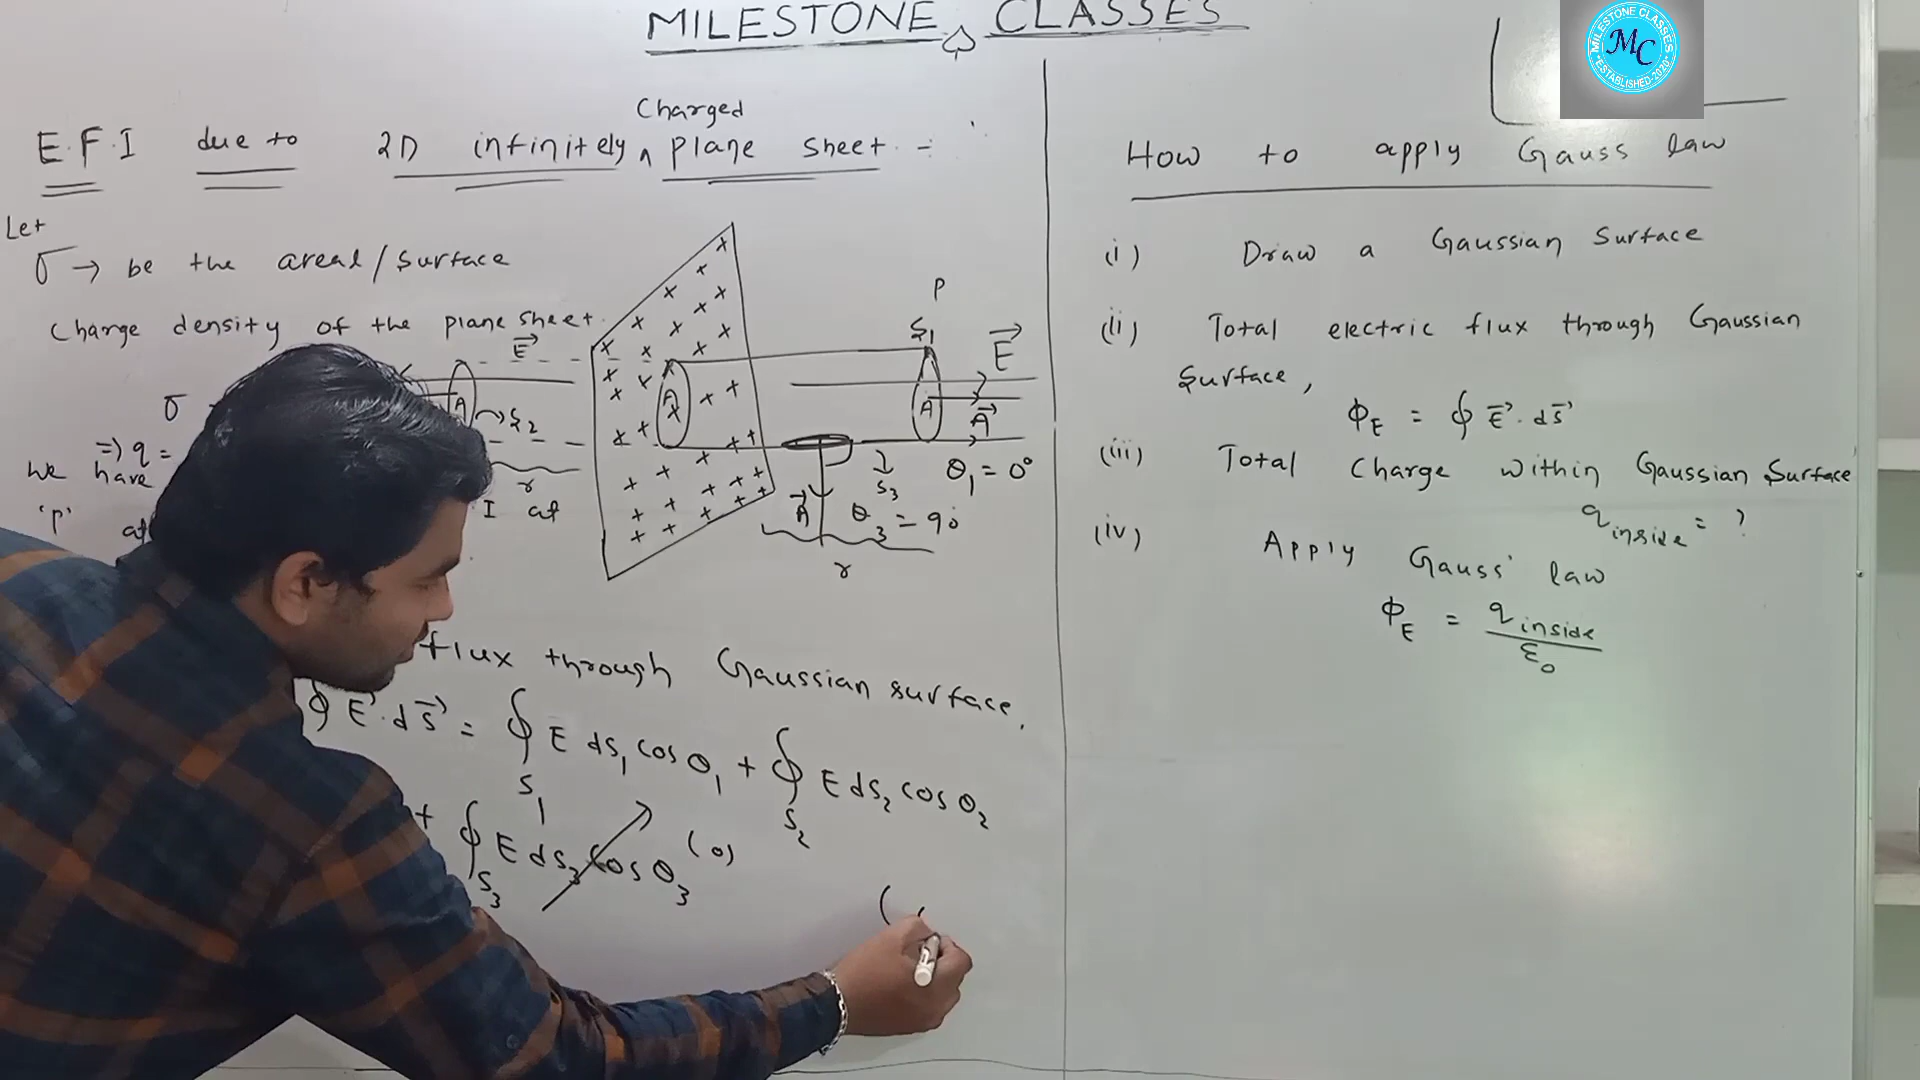 MILESTONE CLASSES
MILESTONE CLASSES
MC
ESTABLISHED-2020
Charged
E.F.I due to 2D infinitely ^ plane sheet :-
Let
σ → be the areal/surface
charge density of the plane sheet.
σ
⇒ q =
We have
'p' at
I at
E⃗
A
S2
r
A
P
S1
E⃗
A
A⃗
S3
θ1 = 0°
A⃗
θ3 = 90°
r
flux through Gaussian surface,
∮ E⃗.dS⃗ = ∮S1 E ds1 cos θ1 + ∮S2 E ds2 cos θ2
+ ∮S3 E ds3 cos θ3 (0)
(
How to apply Gauss law
(i) Draw a Gaussian Surface
(ii) Total electric flux through Gaussian
Surface,
ΦE = ∮ E⃗.dS⃗
(iii) Total Charge within Gaussian Surface
qinside = ?
(iv) Apply Gauss' law
ΦE = qinside / ε0